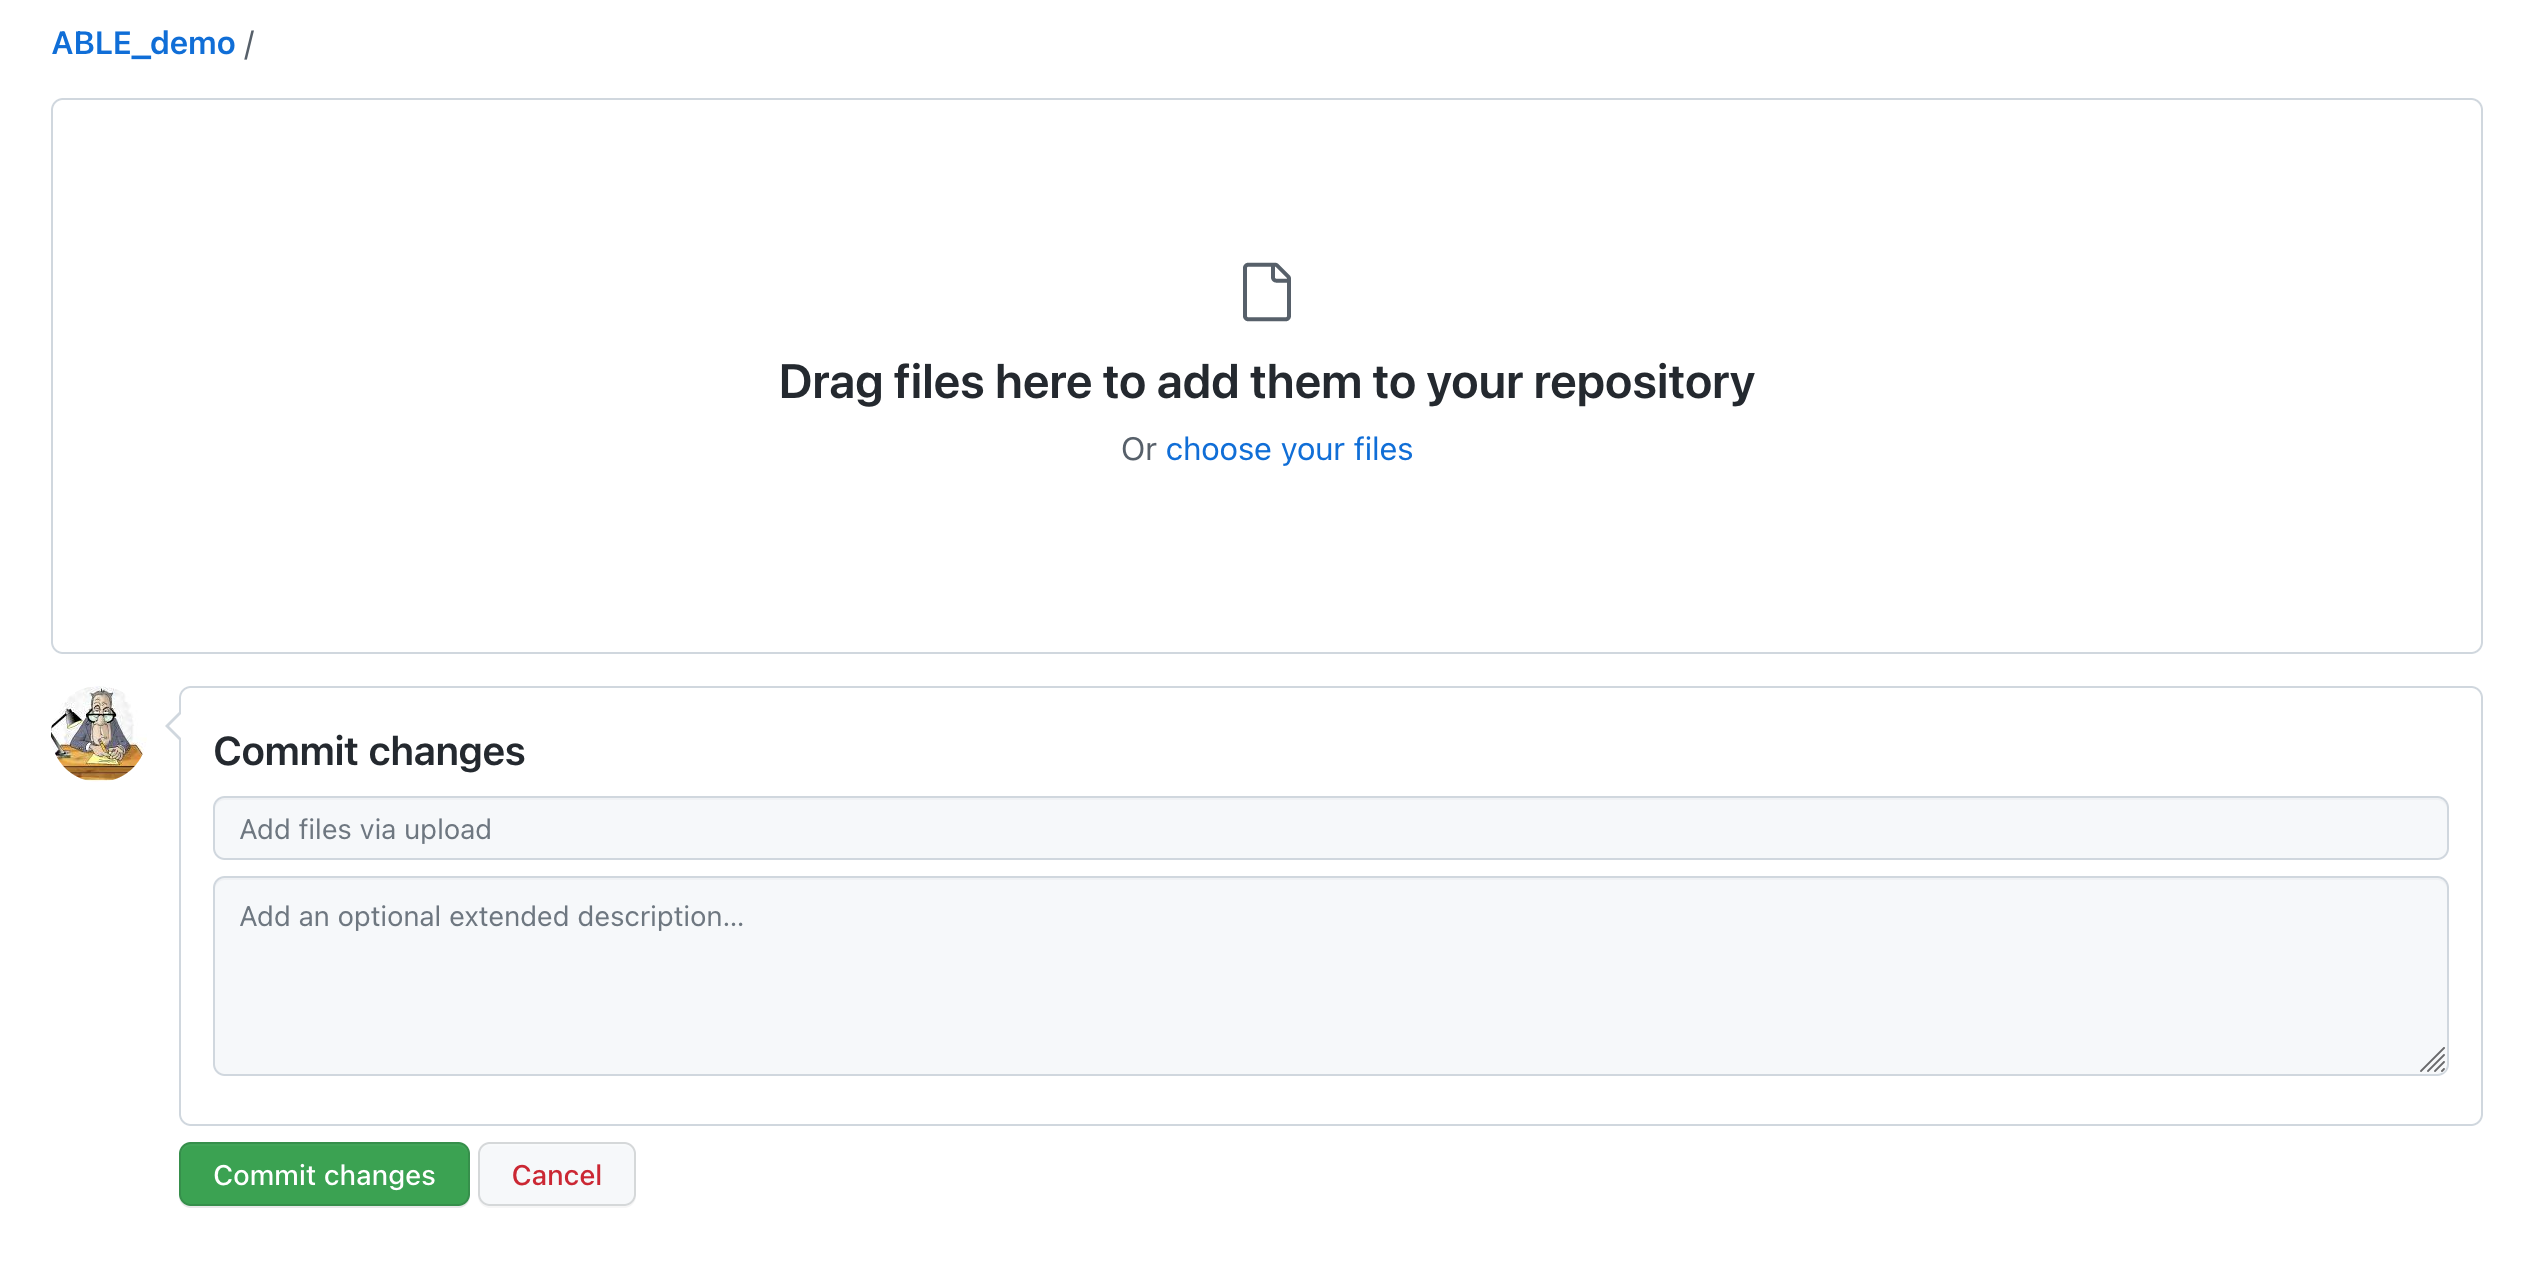 ABLE_demo /
Drag files here to add them to your repository
Or choose your files
Commit changes
Add files via upload
Add an optional extended description...
Commit changes
Cancel